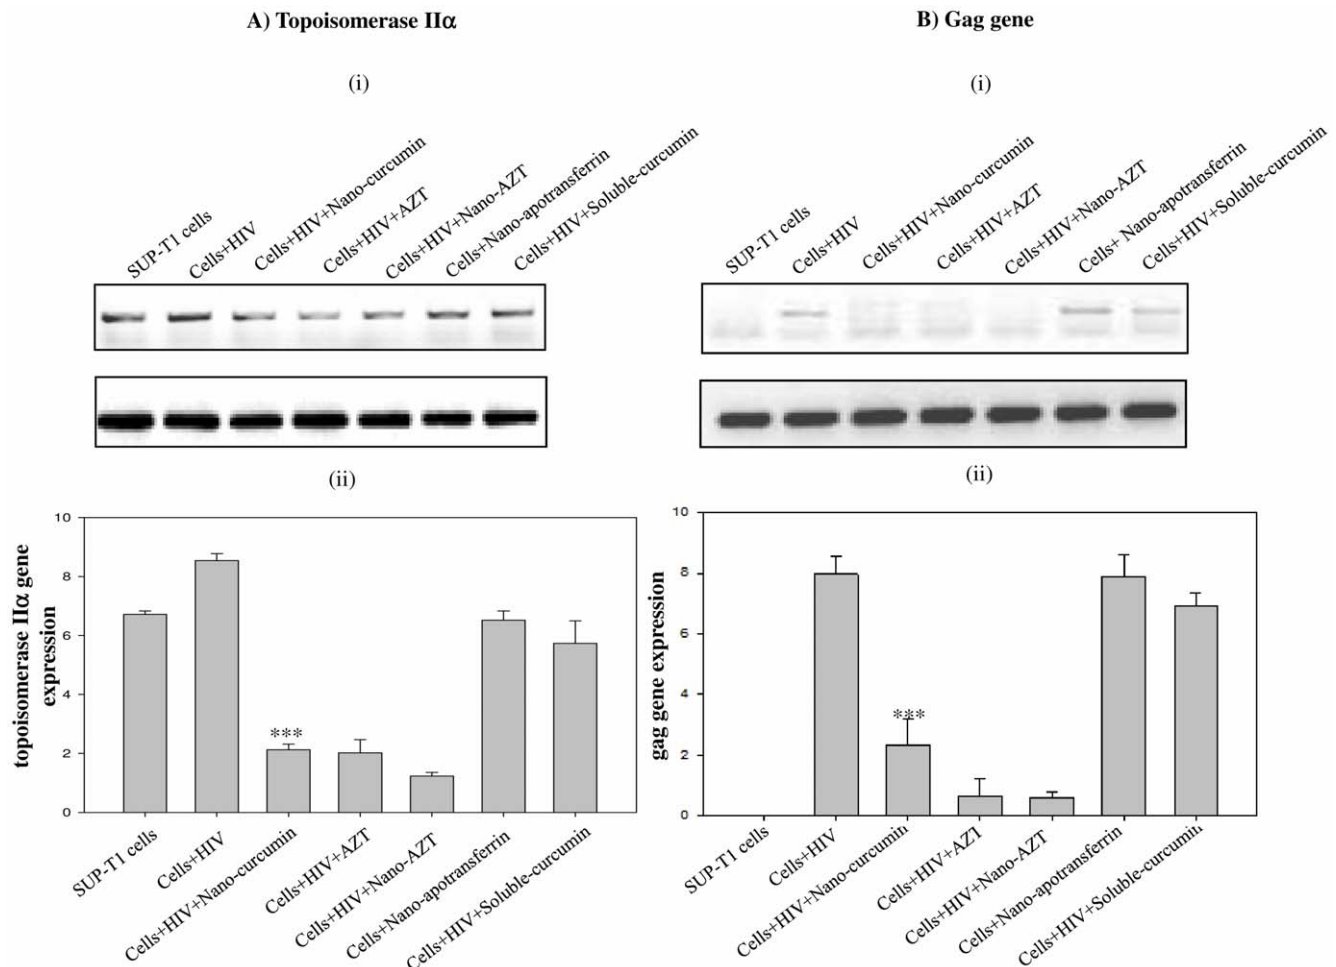 A) Topoisomerase IIα
(i)
SUP-T1 cells
Cells+HIV
Cells+HIV+Nano-curcumin
Cells+HIV+AZT
Cells+HIV+Nano-AZT
Cells+Nano-apotransferrin
Cells+HIV+Soluble-curcumin
(ii)
topoisomerase IIα gene
expression
10
8
6
4
2
0
***
SUP-T1 cells
Cells+HIV
Cells+HIV+Nano-curcumin
Cells+HIV+AZT
Cells+HIV+Nano-AZT
Cells+Nano-apotransferrin
Cells+HIV+Soluble-curcumin
B) Gag gene
(i)
SUP-T1 cells
Cells+HIV
Cells+HIV+Nano-curcumin
Cells+HIV+AZT
Cells+HIV+Nano-AZT
Cells+ Nano-apotransferrin
Cells+HIV+Soluble-curcumin
(ii)
gag gene expression
10
8
6
4
2
0
***
SUP-T1 cells
Cells+HIV
Cells+HIV+Nano-curcumin
Cells+HIV+AZT
Cells+HIV+Nano-AZT
Cells+Nano-apotransferrin
Cells+HIV+Soluble-curcumin